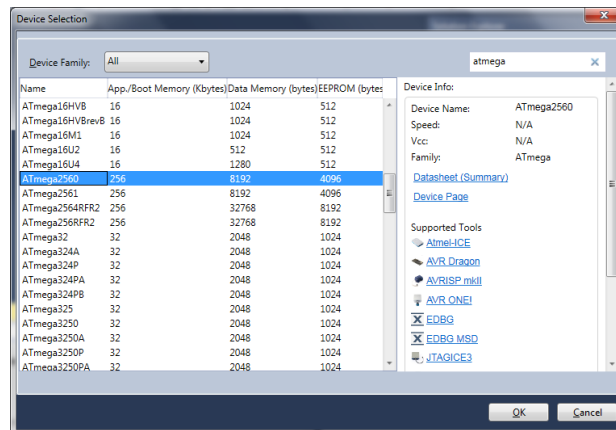 Device Selection
Device Family: All atmega
Name App./Boot Memory (Kbytes) Data Memory (bytes) EEPROM (bytes
ATmega16HVB 16 1024 512
ATmega16HVBrevB 16 1024 512
ATmega16M1 16 1024 512
ATmega16U2 16 512 512
ATmega16U4 16 1280 512
ATmega2560 256 8192 4096
ATmega2561 256 8192 4096
ATmega2564RFR2 256 32768 8192
ATmega256RFR2 256 32768 8192
ATmega32 32 2048 1024
ATmega324A 32 2048 1024
ATmega324P 32 2048 1024
ATmega324PA 32 2048 1024
ATmega324PB 32 2048 1024
ATmega325 32 2048 1024
ATmega3250 32 2048 1024
ATmega3250A 32 2048 1024
ATmega3250P 32 2048 1024
ATmega3250PA 32 2048 1024
Device Info:
Device Name: ATmega2560
Speed: N/A
Vcc: N/A
Family: ATmega
Datasheet (Summary)
Device Page
Supported Tools
Atmel-ICE
AVR Dragon
AVRISP mkII
AVR ONE!
EDBG
EDBG MSD
JTAGICE3
OK Cancel